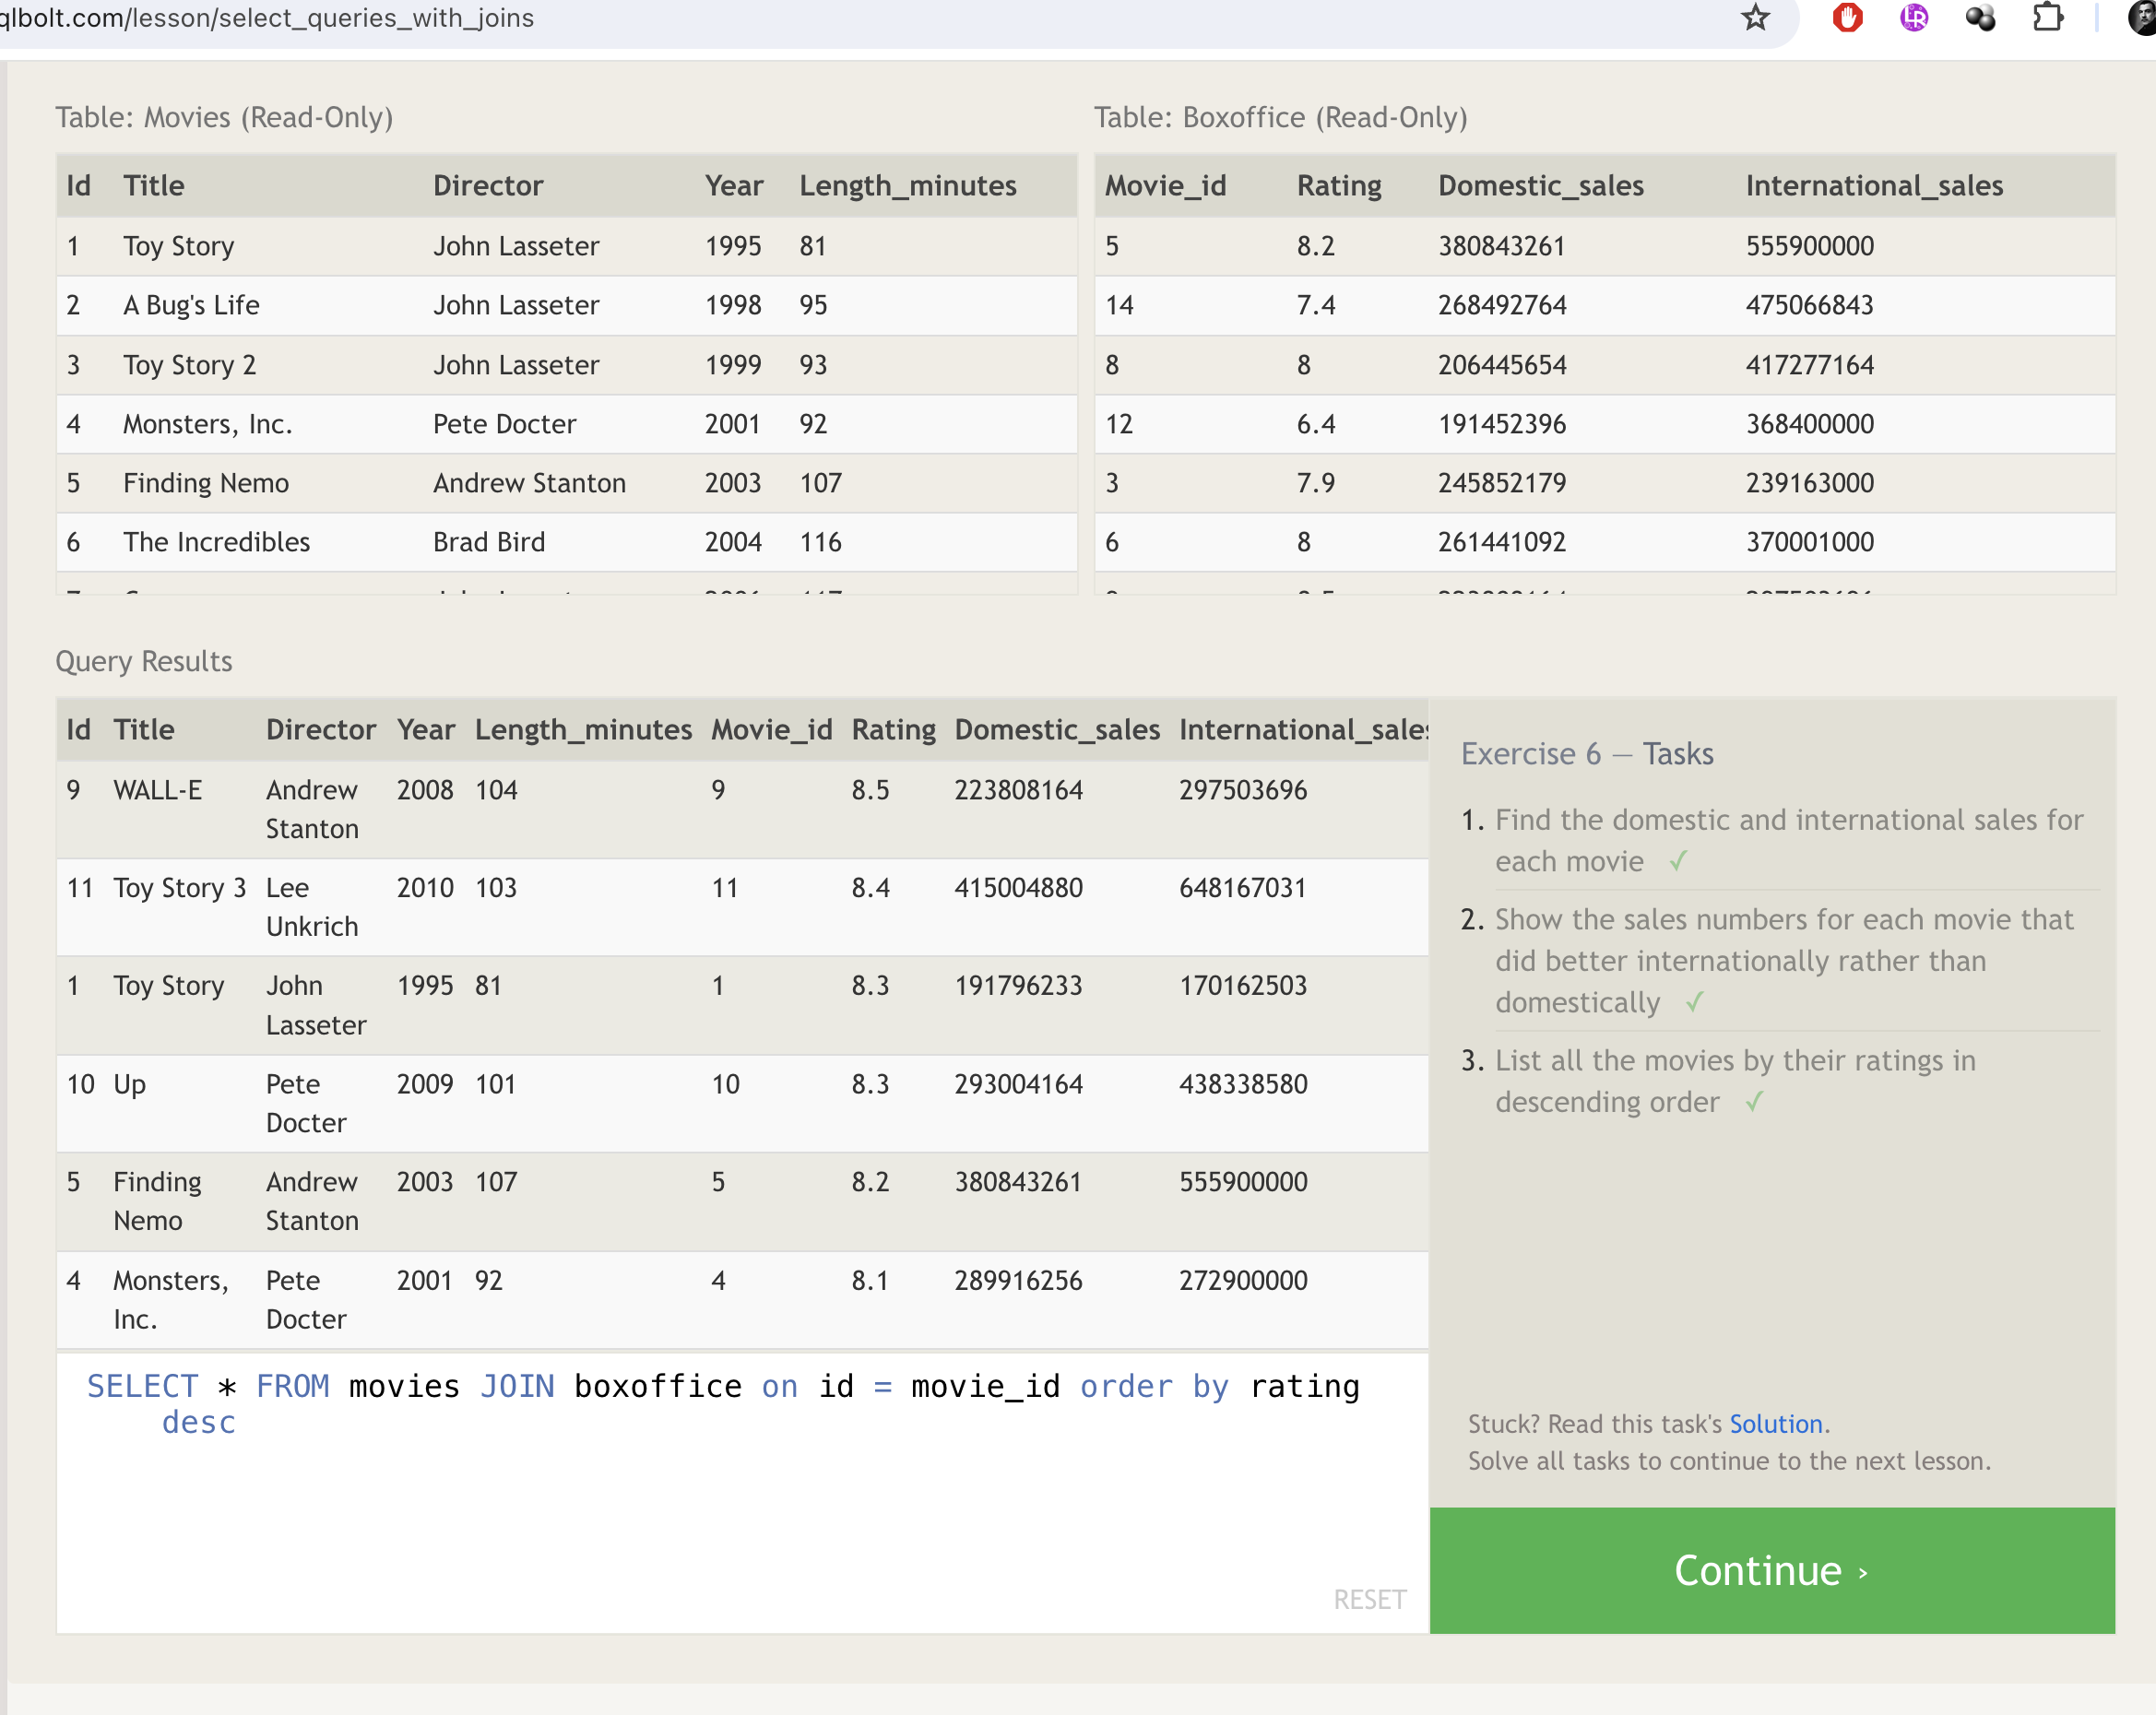 qlbolt.com/lesson/select_queries_with_joins
LR
Table: Movies (Read-Only)
Id Title Director Year Length_minutes
1 Toy Story John Lasseter 1995 81
2 A Bug's Life John Lasseter 1998 95
3 Toy Story 2 John Lasseter 1999 93
4 Monsters, Inc. Pete Docter 2001 92
5 Finding Nemo Andrew Stanton 2003 107
6 The Incredibles Brad Bird 2004 116
Table: Boxoffice (Read-Only)
Movie_id Rating Domestic_sales International_sales
5 8.2 380843261 555900000
14 7.4 268492764 475066843
8 8 206445654 417277164
12 6.4 191452396 368400000
3 7.9 245852179 239163000
6 8 261441092 370001000
Query Results
Id Title Director Year Length_minutes Movie_id Rating Domestic_sales International_sales
9 WALL-E Andrew Stanton 2008 104 9 8.5 223808164 297503696
11 Toy Story 3 Lee Unkrich 2010 103 11 8.4 415004880 648167031
1 Toy Story John Lasseter 1995 81 1 8.3 191796233 170162503
10 Up Pete Docter 2009 101 10 8.3 293004164 438338580
5 Finding Nemo Andrew Stanton 2003 107 5 8.2 380843261 555900000
4 Monsters, Inc. Pete Docter 2001 92 4 8.1 289916256 272900000
SELECT * FROM movies JOIN boxoffice on id = movie_id order by rating
desc
RESET
Exercise 6 — Tasks
1. Find the domestic and international sales for
each movie ✓
2. Show the sales numbers for each movie that
did better internationally rather than
domestically ✓
3. List all the movies by their ratings in
descending order ✓
Stuck? Read this task's Solution.
Solve all tasks to continue to the next lesson.
Continue ›